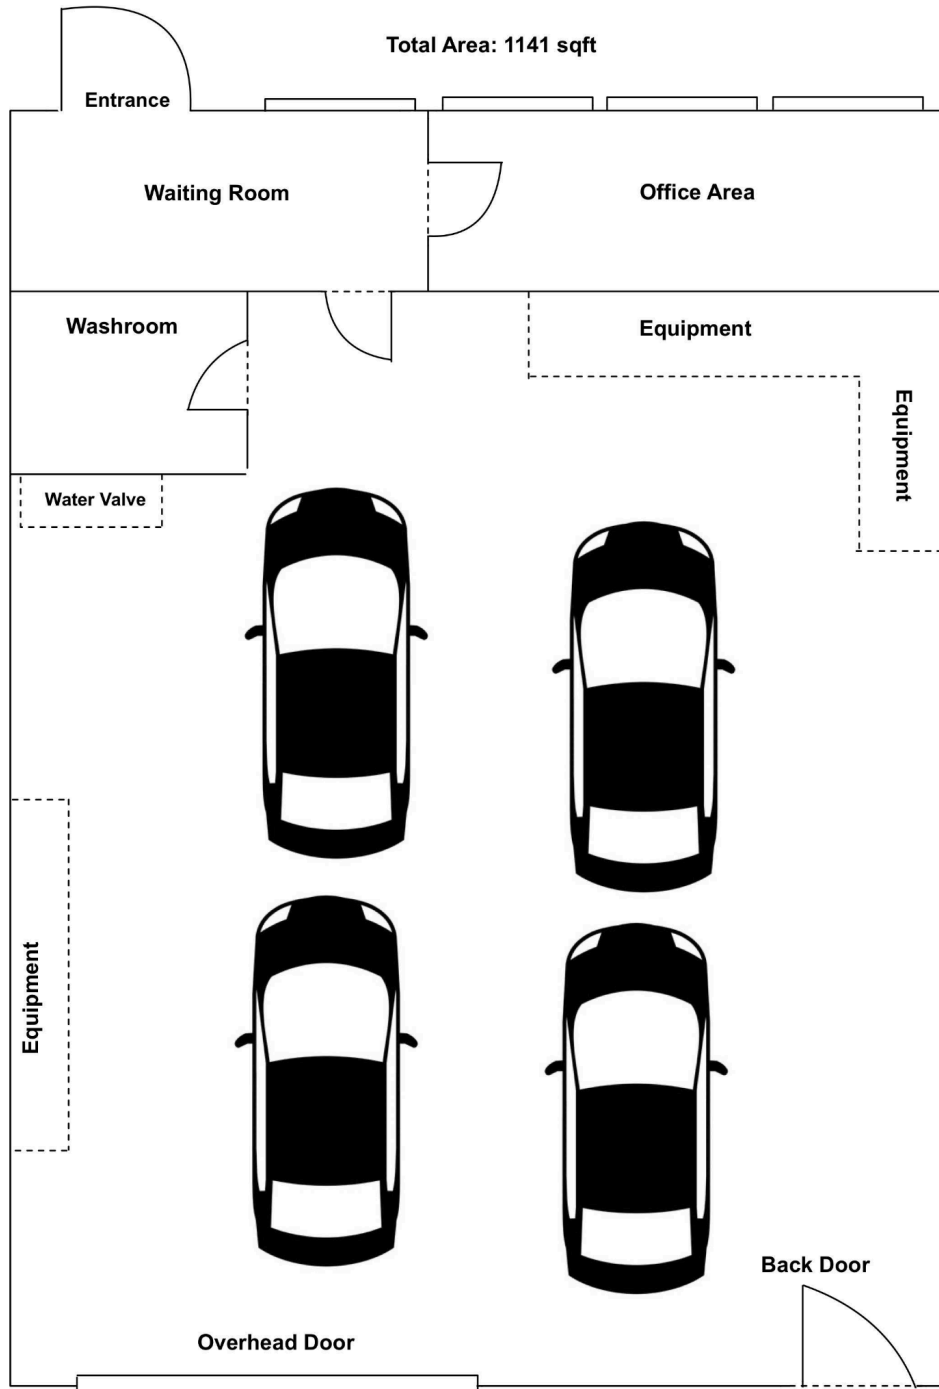 Total Area: 1141 sqft
Entrance
Waiting Room
Office Area
Washroom
Equipment
Equipment
Water Valve
Equipment
Back Door
Overhead Door